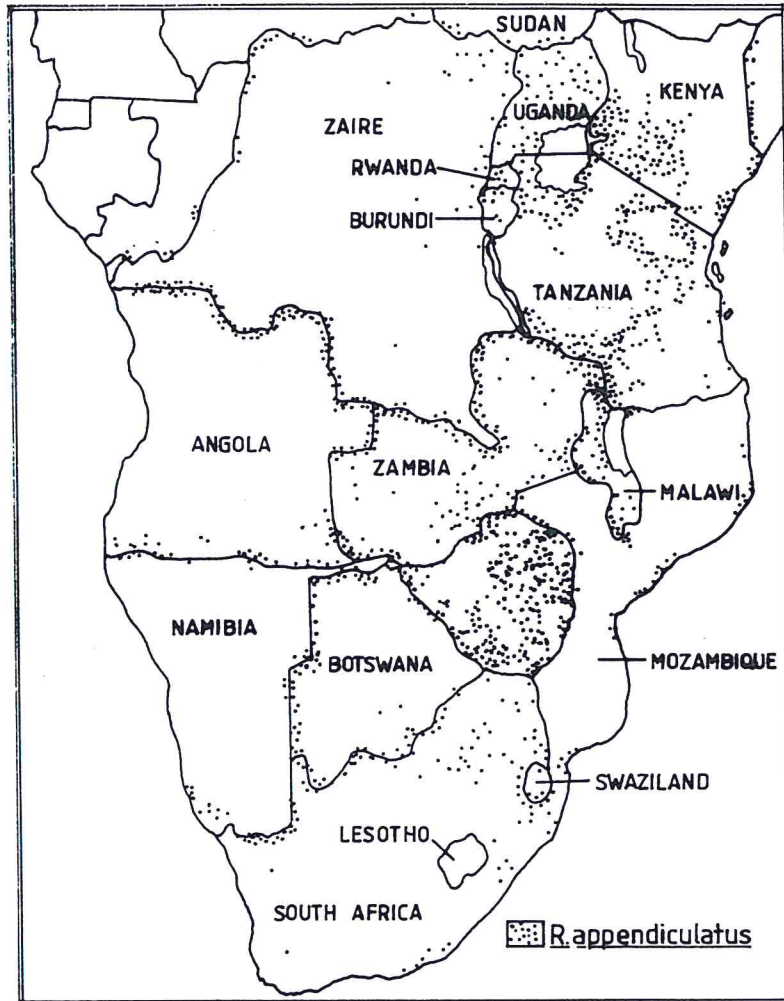 SUDAN
KENYA
UGANDA
ZAIRE
RWANDA
BURUNDI
TANZANIA
ANGOLA
ZAMBIA
MALAWI
NAMIBIA
BOTSWANA
MOZAMBIQUE
SWAZILAND
LESOTHO
SOUTH AFRICA
R.appendiculatus